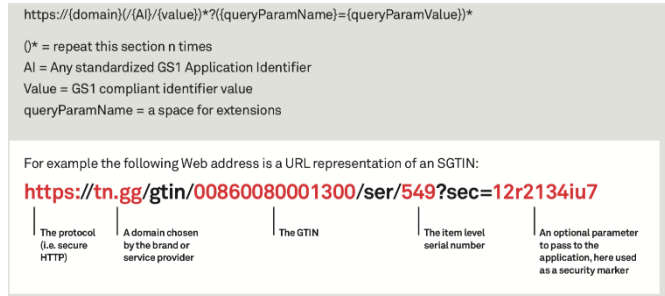 https://{domain}(/{AI}/{value})*?({queryParamName}={queryParamValue})*
()* = repeat this section n times
AI = Any standardized GS1 Application Identifier
Value = GS1 compliant identifier value
queryParamName = a space for extensions
For example the following Web address is a URL representation of an SGTIN:
https://tn.gg/gtin/00860080001300/ser/549?sec=12r2134iu7
The protocol
(i.e. secure
HTTP)
A domain chosen
by the brand or
service provider
The GTIN
The item level
serial number
An optional parameter
to pass to the
application, here used
as a security marker